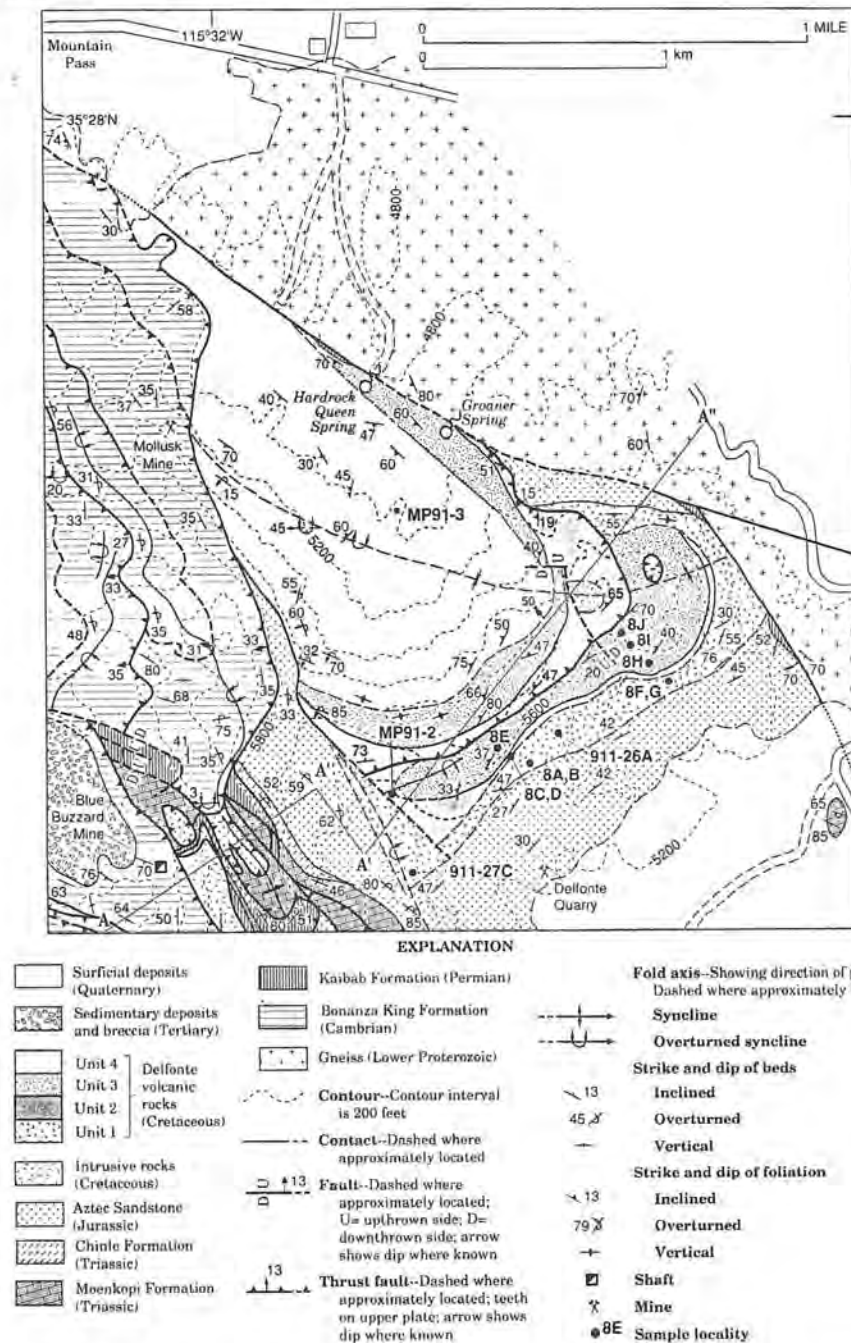 115°32'W
0 1 MILE
0 1 km
Mountain
Pass
35°28'N
74
30
58
4800
4800
4800
70
80
Hardrock
Queen
Spring
Groaner
Spring
40
60
47
51
70
60
A"
35
37
56
Mollusk
Mine
35
30
45
60
70
15
31
20
33
35
45
60
5200
MP91-3
15
19
55
40
D U
65
27
33
55
60
50
50
70
30
8J
8I
40
55
52
48
35
31
33
32
70
75
47
47
20
D
8H
76
45
70
70
35
80
68
35
33
85
66
80
5600
8F,G
MP91-2
8E
42
75
5800
73
37
911-26A
41
35
A'
8A,B
42
52
59
33
47
8C,D
27
Blue
Buzzard
Mine
3
62
A'
30
5200
65
85
76
70
80
47
911-27C
Delfonte
Quarry
63
A
64
50
46
51
80
85
EXPLANATION
Surficial deposits
(Quaternary)
Sedimentary deposits
and breccia (Tertiary)
Unit 4
Unit 3
Unit 2
Unit 1
Delfonte
volcanic
rocks
(Cretaceous)
Intrusive rocks
(Cretaceous)
Aztec Sandstone
(Jurassic)
Chinle Formation
(Triassic)
Moenkopi Formation
(Triassic)
Kaibab Formation (Permian)
Bonanza King Formation
(Cambrian)
Gneiss (Lower Proterozoic)
Contour--Contour interval
is 200 feet
Contact--Dashed where
approximately located
D U 13 Fault--Dashed where
approximately located;
U= upthrown side; D=
downthrown side; arrow
shows dip where known
13 Thrust fault--Dashed where
approximately located; teeth
on upper plate; arrow shows
dip where known
Fold axis--Showing direction of
Dashed where approximately
Syncline
Overturned syncline
Strike and dip of beds
13 Inclined
45 Overturned
Vertical
Strike and dip of foliation
13 Inclined
79 Overturned
Vertical
Shaft
Mine
8E Sample locality